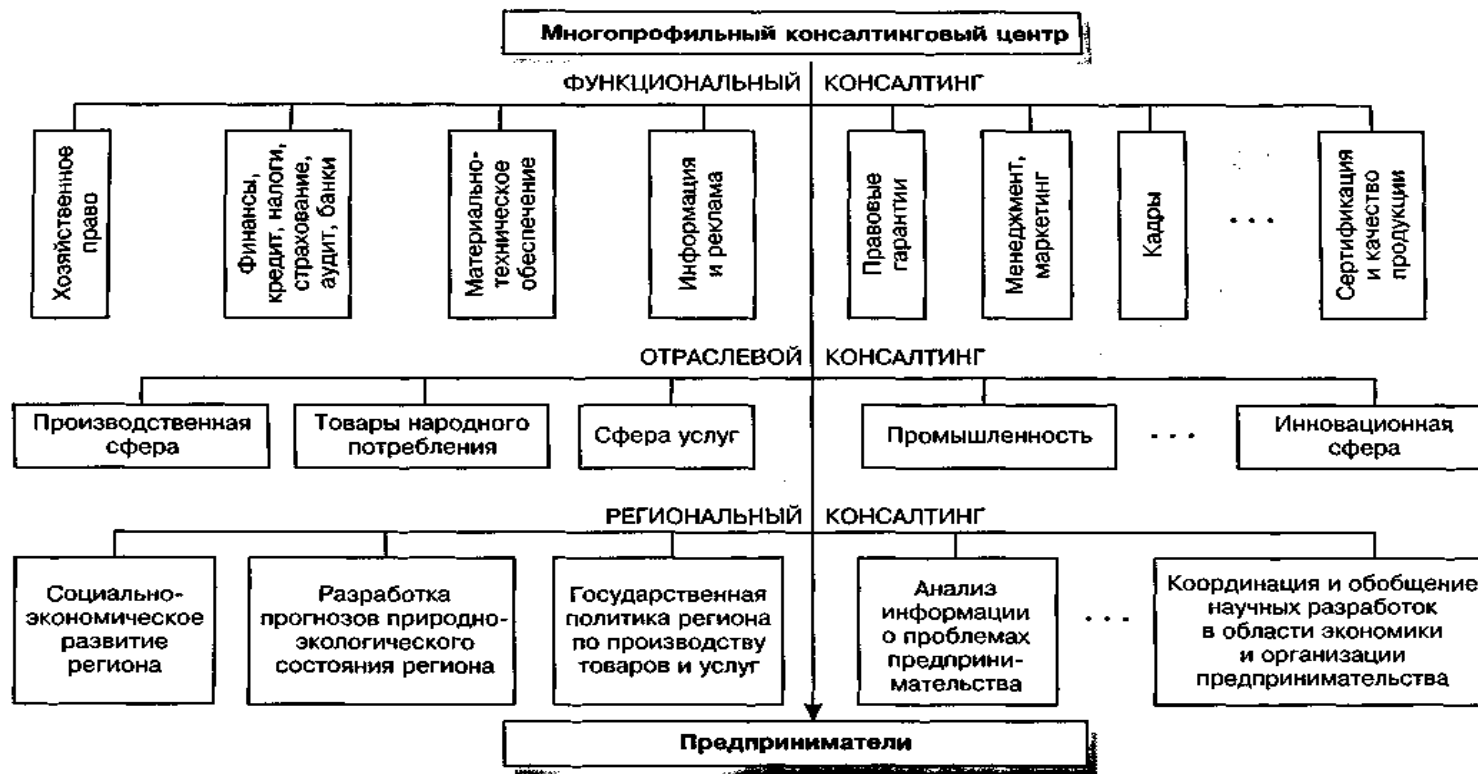 Многопрофильный консалтинговый центр
ФУНКЦИОНАЛЬНЫЙ КОНСАЛТИНГ
Хозяйственное
право
Финансы,
кредит, налоги,
страхование,
аудит, банки
Материально-
техническое
обеспечение
Информация
и реклама
Правовые
гарантии
Менеджмент,
маркетинг
Кадры
...
Сертификация
и качество
продукции
ОТРАСЛЕВОЙ КОНСАЛТИНГ
Производственная
сфера
Товары народного
потребления
Сфера услуг
Промышленность
...
Инновационная
сфера
РЕГИОНАЛЬНЫЙ КОНСАЛТИНГ
Социально-
экономическое
развитие
региона
Разработка
прогнозов природно-
экологического
состояния региона
Государственная
политика региона
по производству
товаров и услуг
Анализ
информации
о проблемах
предприни-
мательства
...
Координация и обобщение
научных разработок
в области экономики
и организации
предпринимательства
Предприниматели